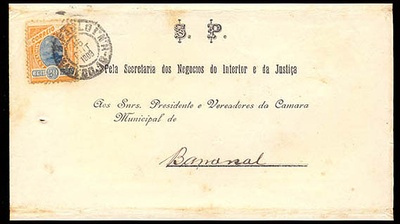 S. P.
Pela Secretaria dos Negocios do Interior e da Justiça
Aos Snrs. Presidente e Vereadores da Camara
Municipal de
Bananal